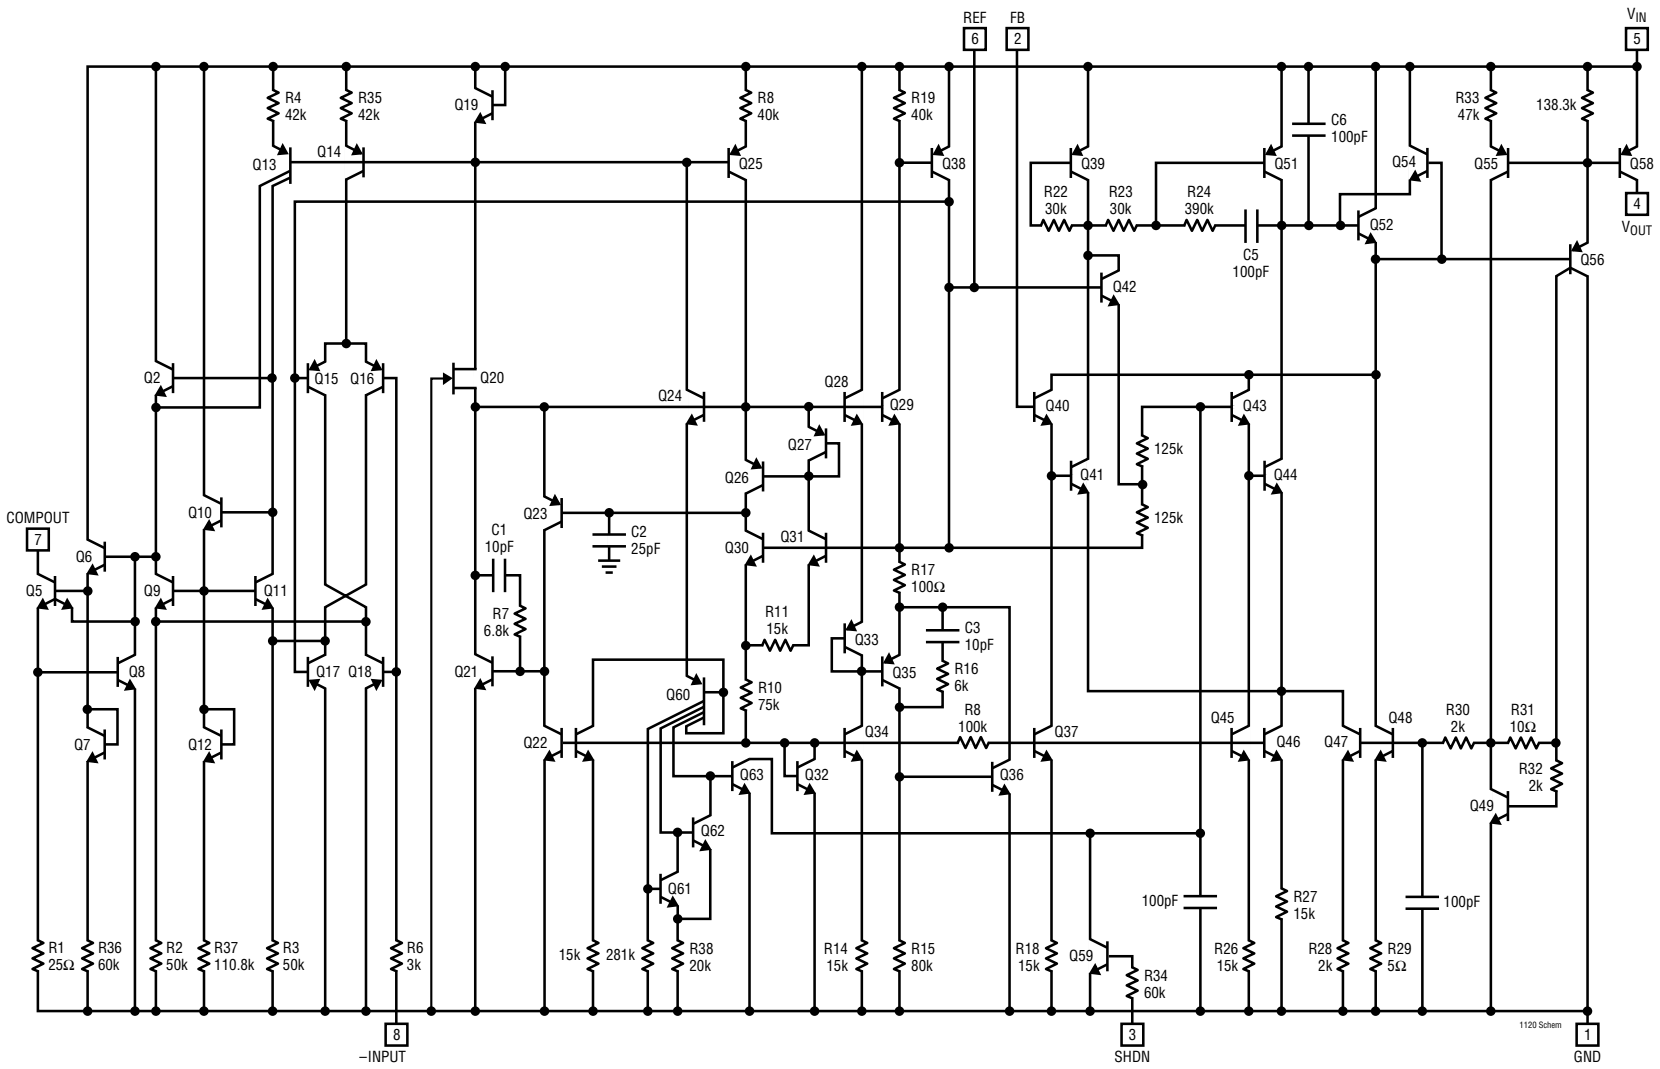 REF
6
FB
2
VIN
5
R4
42k
R35
42k
Q19
R8
40k
R19
40k
C6
100pF
R33
47k
138.3k
Q13
Q14
Q25
Q38
Q39
Q51
Q54
Q55
Q58
R22
30k
R23
30k
R24
390k
C5
100pF
Q52
4
VOUT
Q56
Q42
Q2
Q15
Q16
Q20
Q24
Q28
Q29
Q40
Q43
Q27
125k
Q26
Q41
Q44
Q10
Q23
C1
10pF
C2
25pF
Q30
Q31
125k
COMPOUT
7
Q6
Q5
Q9
Q11
R7
6.8k
R17
100Ω
R11
15k
Q33
C3
10pF
Q8
Q17
Q18
Q21
Q60
R10
75k
Q35
R16
6k
Q7
Q12
Q22
Q34
R8
100k
Q37
Q45
Q46
Q47
Q48
R30
2k
R31
10Ω
Q63
Q32
Q36
R32
2k
Q49
Q62
Q61
100pF
R27
15k
100pF
R1
25Ω
R36
60k
R2
50k
R37
110.8k
R3
50k
R6
3k
15k
281k
R38
20k
R14
15k
R15
80k
R18
15k
Q59
R34
60k
R26
15k
R28
2k
R29
5Ω
8
–INPUT
3
SHDN
1120 Schem
1
GND